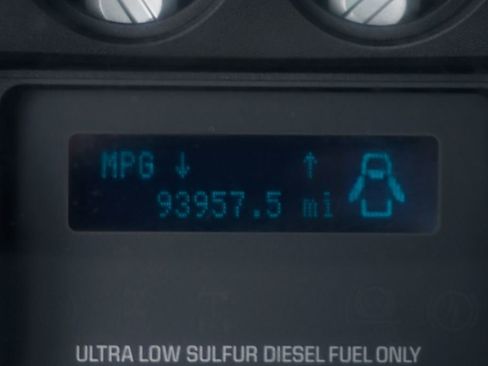 MPG ↓ ↑
93957.5 mi
ULTRA LOW SULFUR DIESEL FUEL ONLY